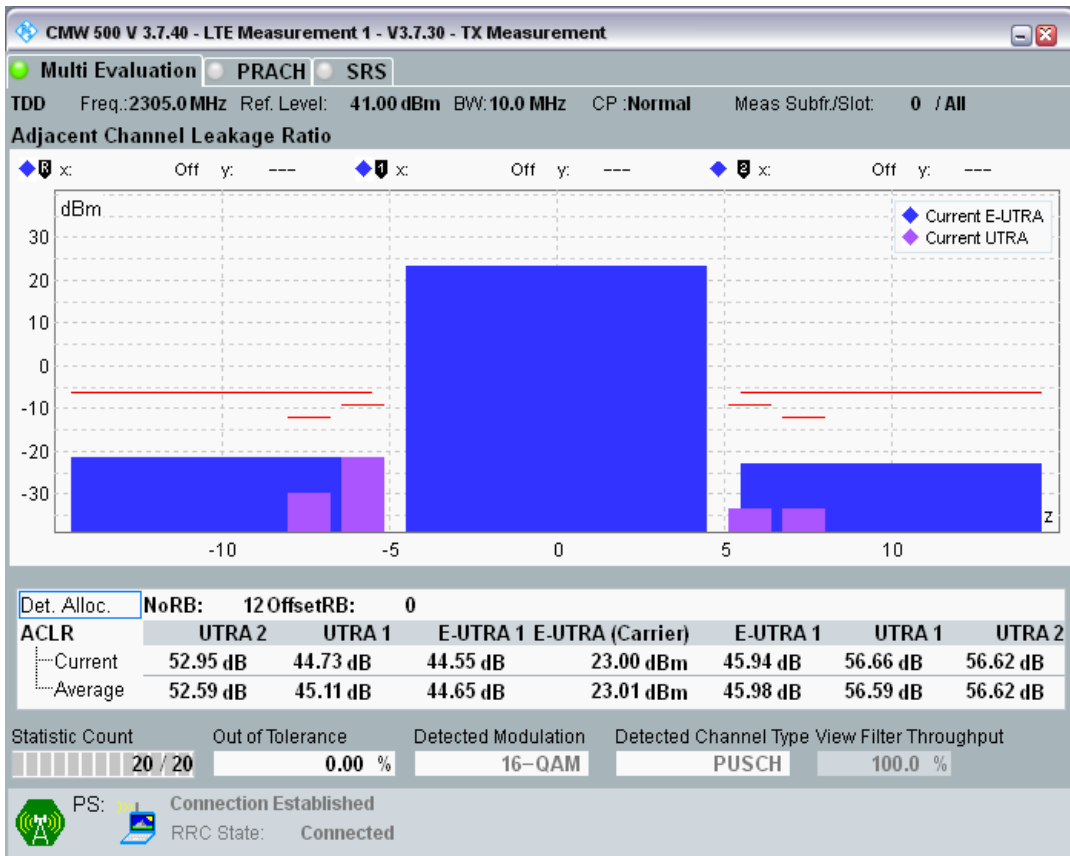 CMW 500 V 3.7.40 - LTE Measurement 1 - V3.7.30 - TX Measurement
Multi Evaluation PRACH SRS
TDD Freq.:2305.0 MHz Ref. Level: 41.00 dBm BW:10.0 MHz CP :Normal Meas Subfr./Slot: 0 / All
Adjacent Channel Leakage Ratio
R x: Off y: --- 1 x: Off y: --- 2 x: Off y: ---
dBm
Current E-UTRA
Current UTRA
30
20
10
0
-10
-20
-30
z
-10 -5 0 5 10
Det. Alloc. NoRB: 12 OffsetRB: 0
ACLR UTRA 2 UTRA 1 E-UTRA 1 E-UTRA (Carrier) E-UTRA 1 UTRA 1 UTRA 2
Current 52.95 dB 44.73 dB 44.55 dB 23.00 dBm 45.94 dB 56.66 dB 56.62 dB
Average 52.59 dB 45.11 dB 44.65 dB 23.01 dBm 45.98 dB 56.59 dB 56.62 dB
Statistic Count Out of Tolerance Detected Modulation Detected Channel Type View Filter Throughput
20 / 20 0.00 % 16-QAM PUSCH 100.0 %
PS: Connection Established
RRC State: Connected